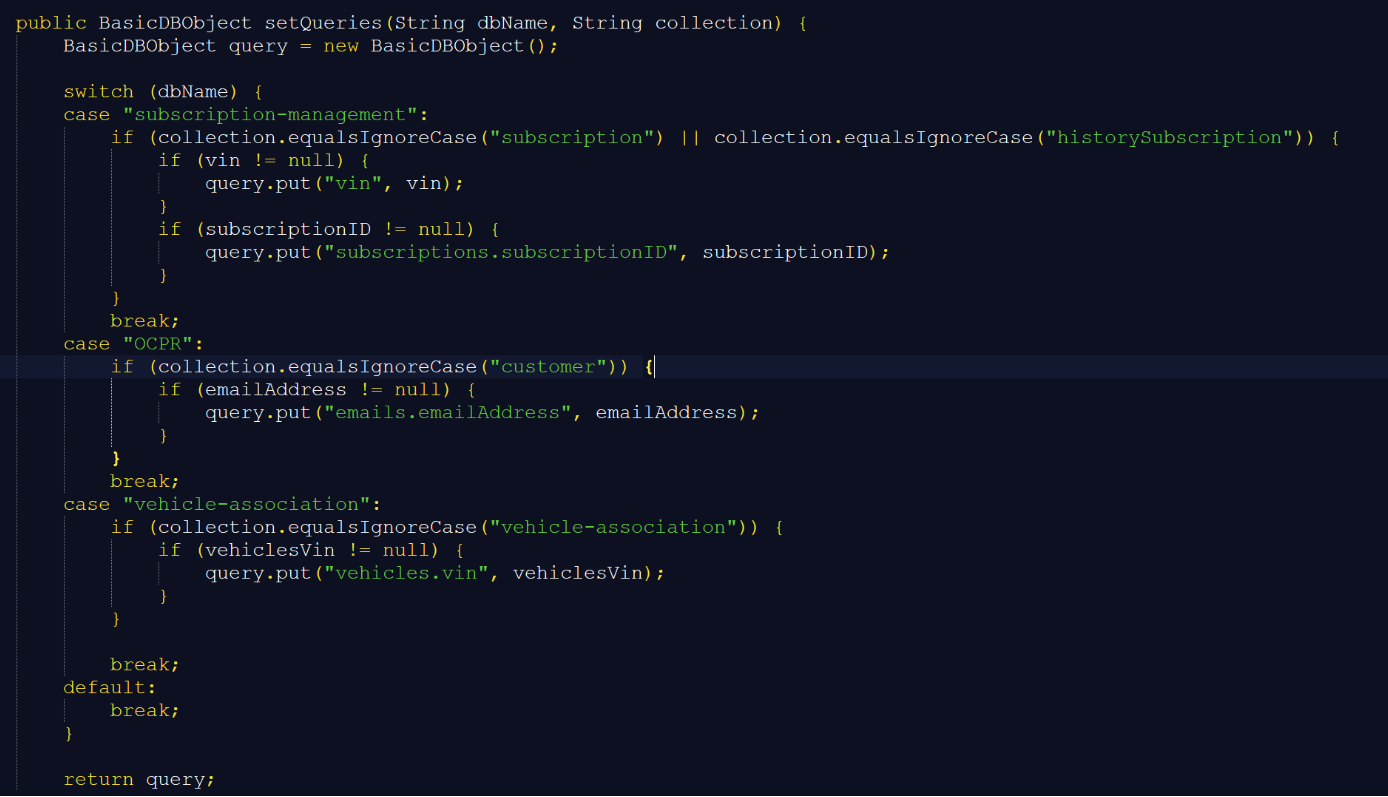 public BasicDBObject setQueries(String dbName, String collection) {
    BasicDBObject query = new BasicDBObject();

    switch (dbName) {
    case "subscription-management":
        if (collection.equalsIgnoreCase("subscription") || collection.equalsIgnoreCase("historySubscription")) {
            if (vin != null) {
                query.put("vin", vin);
            }
            if (subscriptionID != null) {
                query.put("subscriptions.subscriptionID", subscriptionID);
            }
        }
        break;
    case "OCPR":
        if (collection.equalsIgnoreCase("customer")) {
            if (emailAddress != null) {
                query.put("emails.emailAddress", emailAddress);
            }
        }
        break;
    case "vehicle-association":
        if (collection.equalsIgnoreCase("vehicle-association")) {
            if (vehiclesVin != null) {
                query.put("vehicles.vin", vehiclesVin);
            }
        }

        break;
    default:
        break;
    }

    return query;